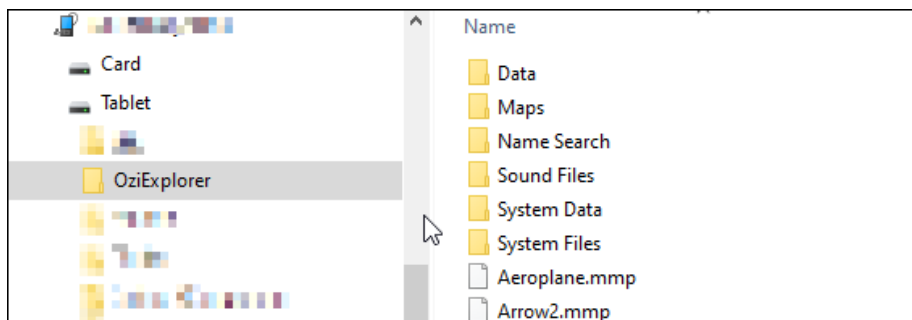 Card
Tablet
OziExplorer
Name
Data
Maps
Name Search
Sound Files
System Data
System Files
Aeroplane.mmp
Arrow2.mmp